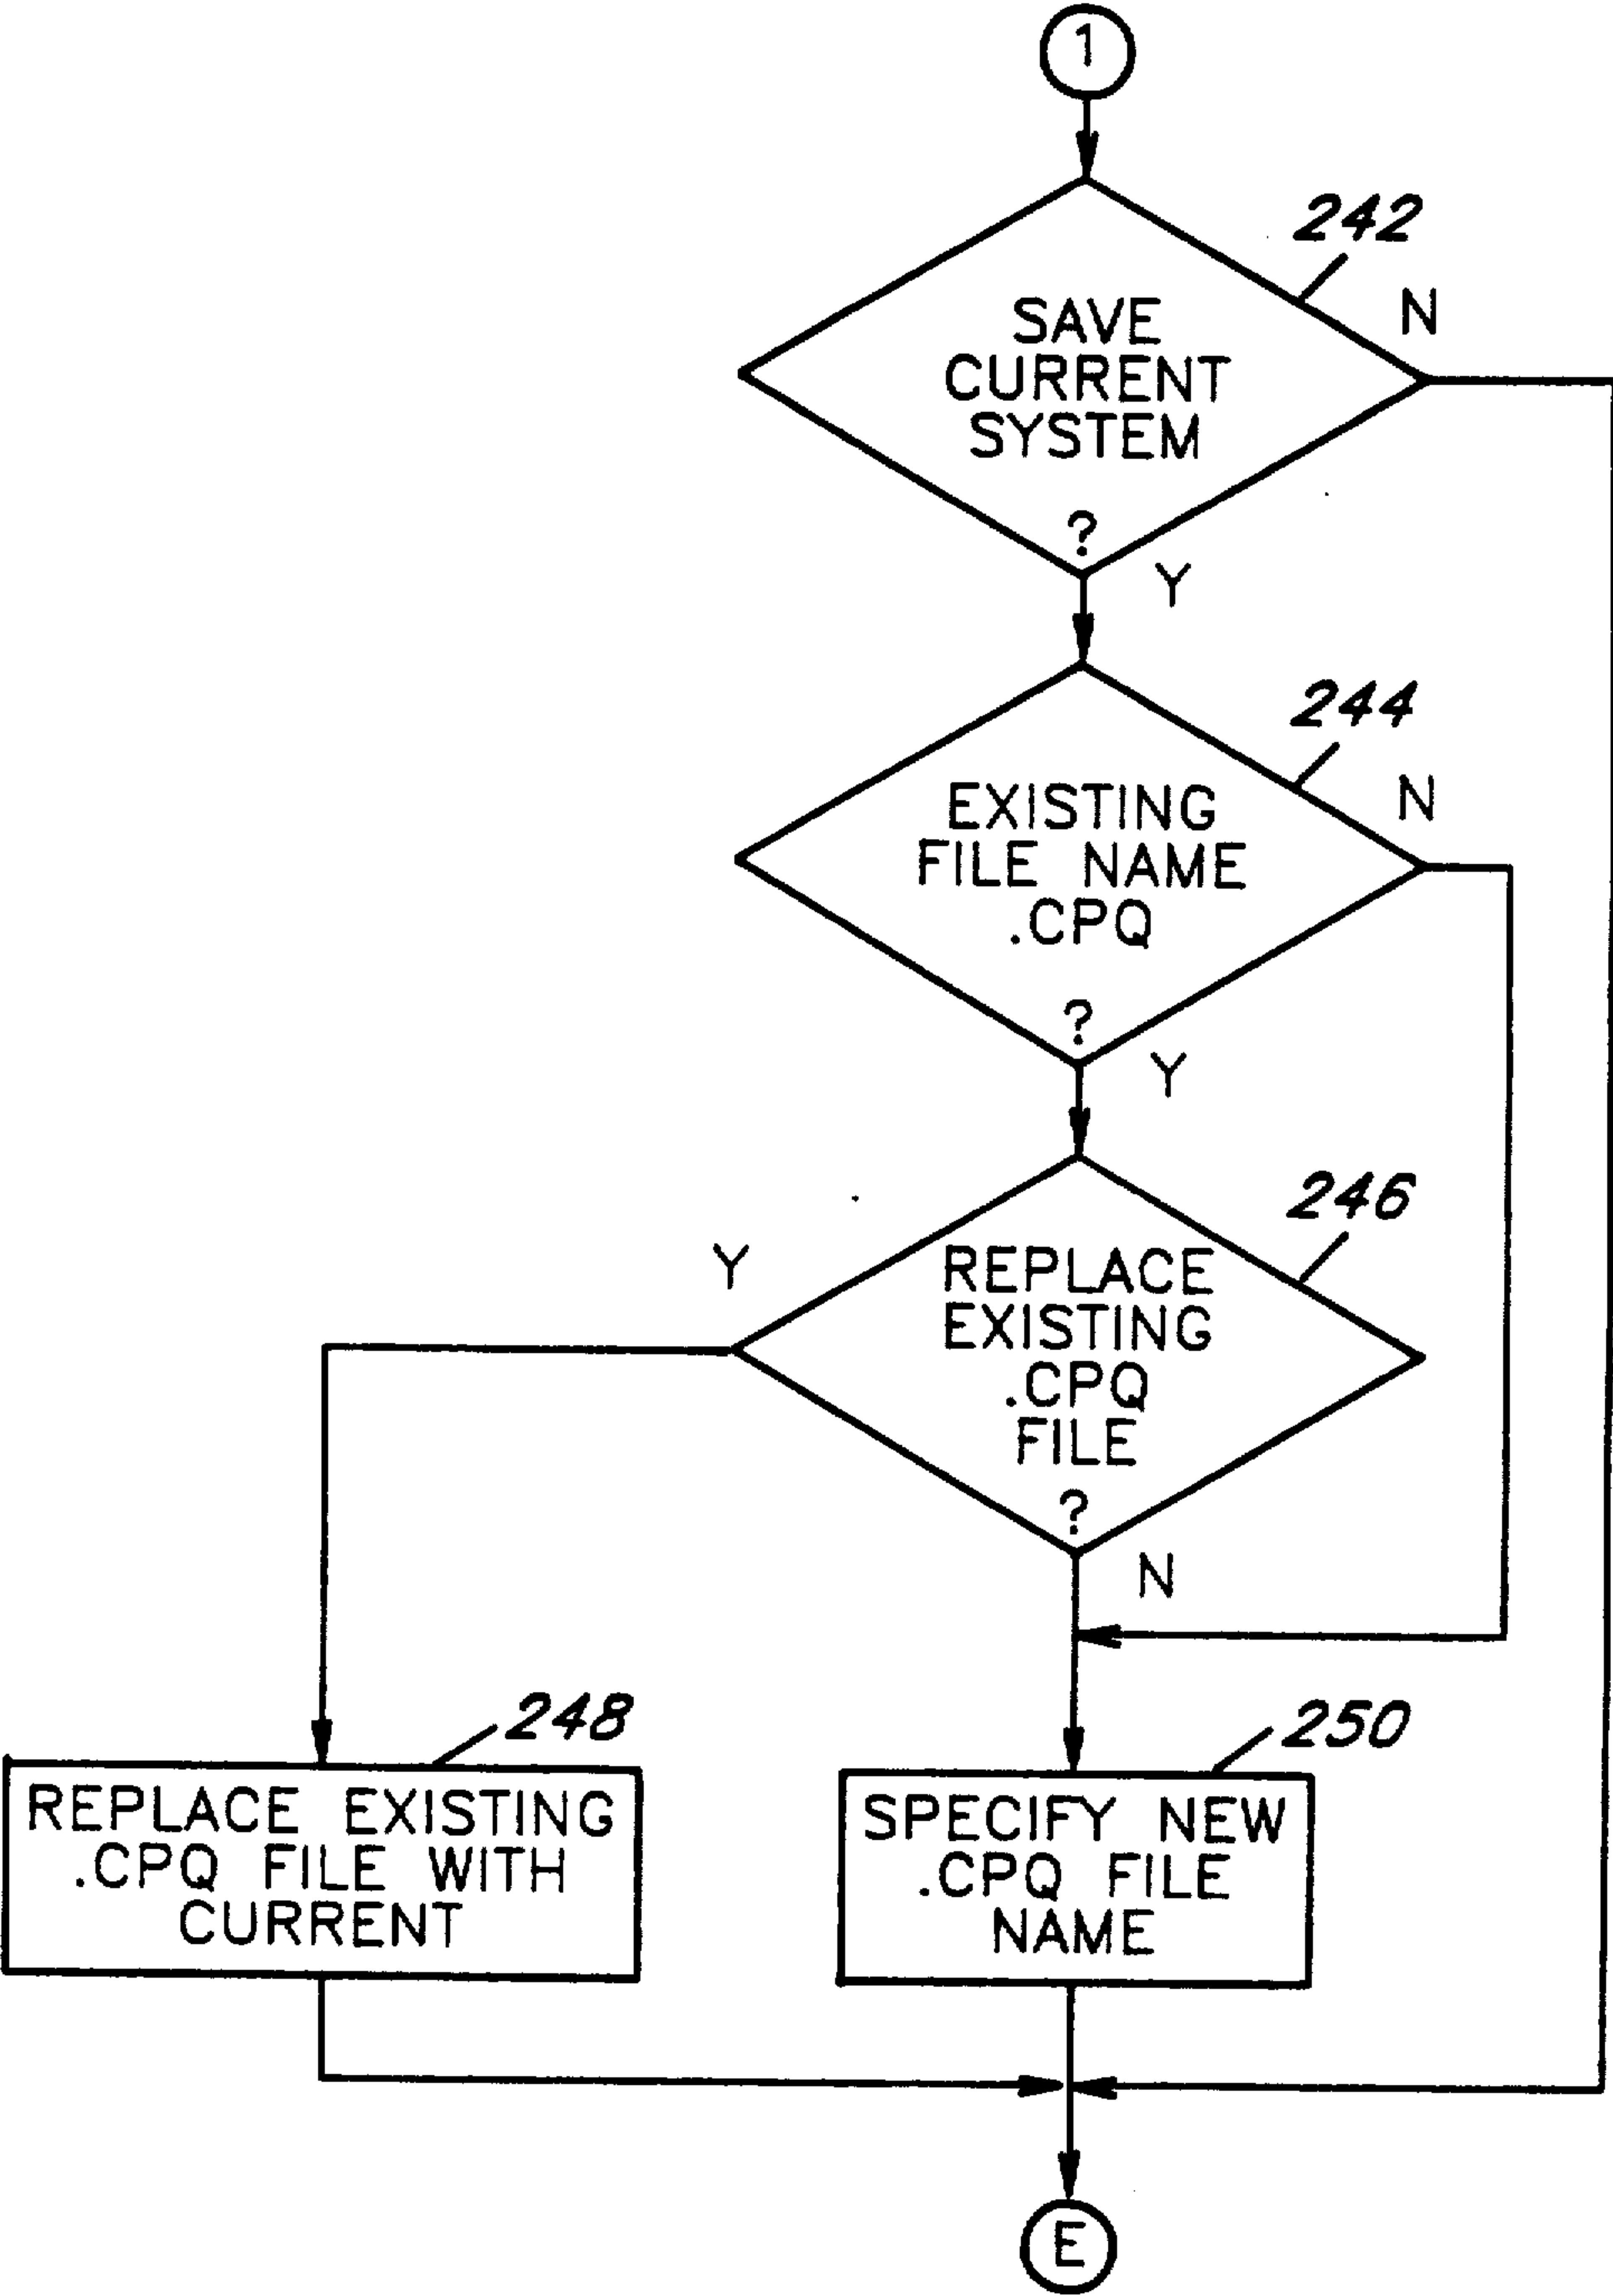 1
242
N
SAVE
CURRENT
SYSTEM
?
Y
244
N
EXISTING
FILE NAME
.CPQ
?
Y
246
Y
REPLACE
EXISTING
.CPQ
FILE
?
N
248
REPLACE EXISTING
.CPQ FILE WITH
CURRENT
250
SPECIFY NEW
.CPQ FILE
NAME
E